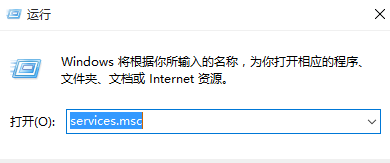 运行
Windows 将根据你所输入的名称，为你打开相应的程序、
文件夹、文档或 Internet 资源。
打开(O):
services.msc